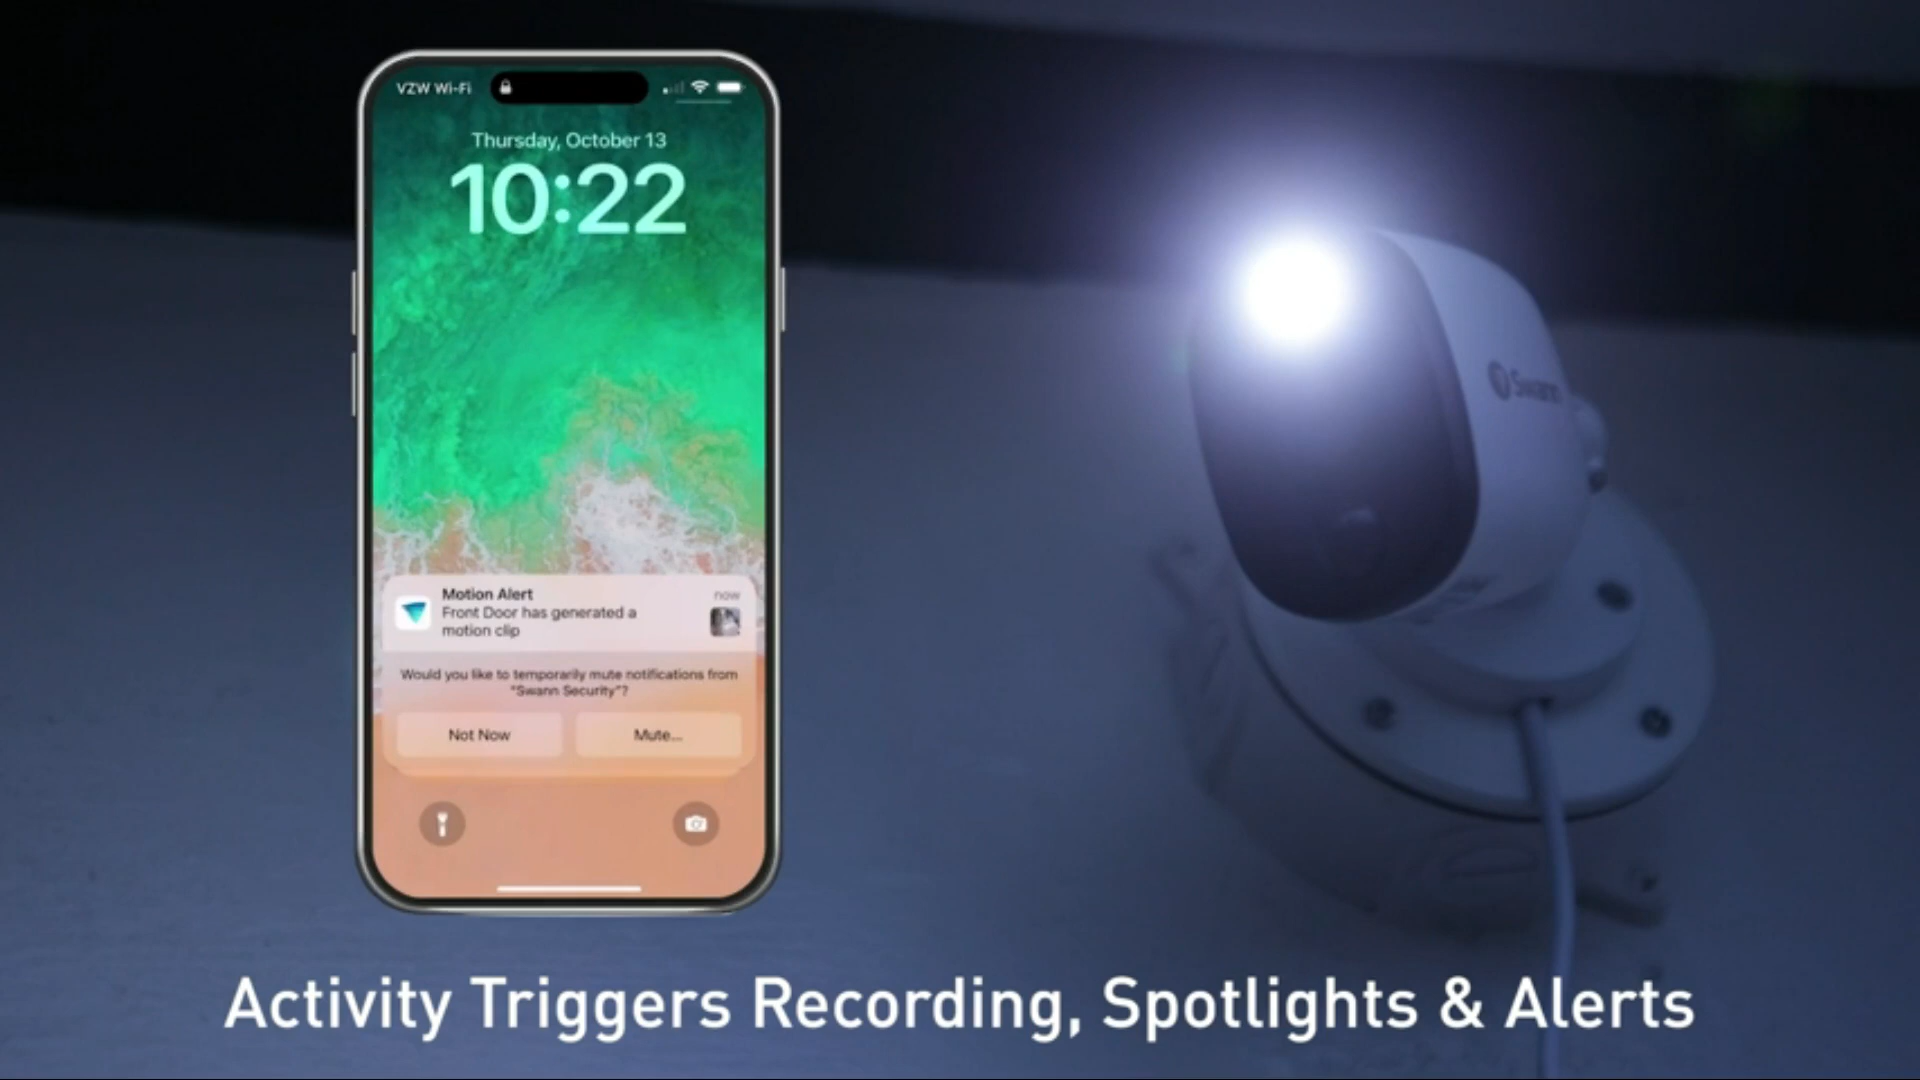 VZW Wi-Fi
Thursday, October 13
10:22
Swann
Motion Alert
now
Front Door has generated a
motion clip
Would you like to temporarily mute notifications from
"Swann Security"?
Not Now
Mute...
Activity Triggers Recording, Spotlights & Alerts